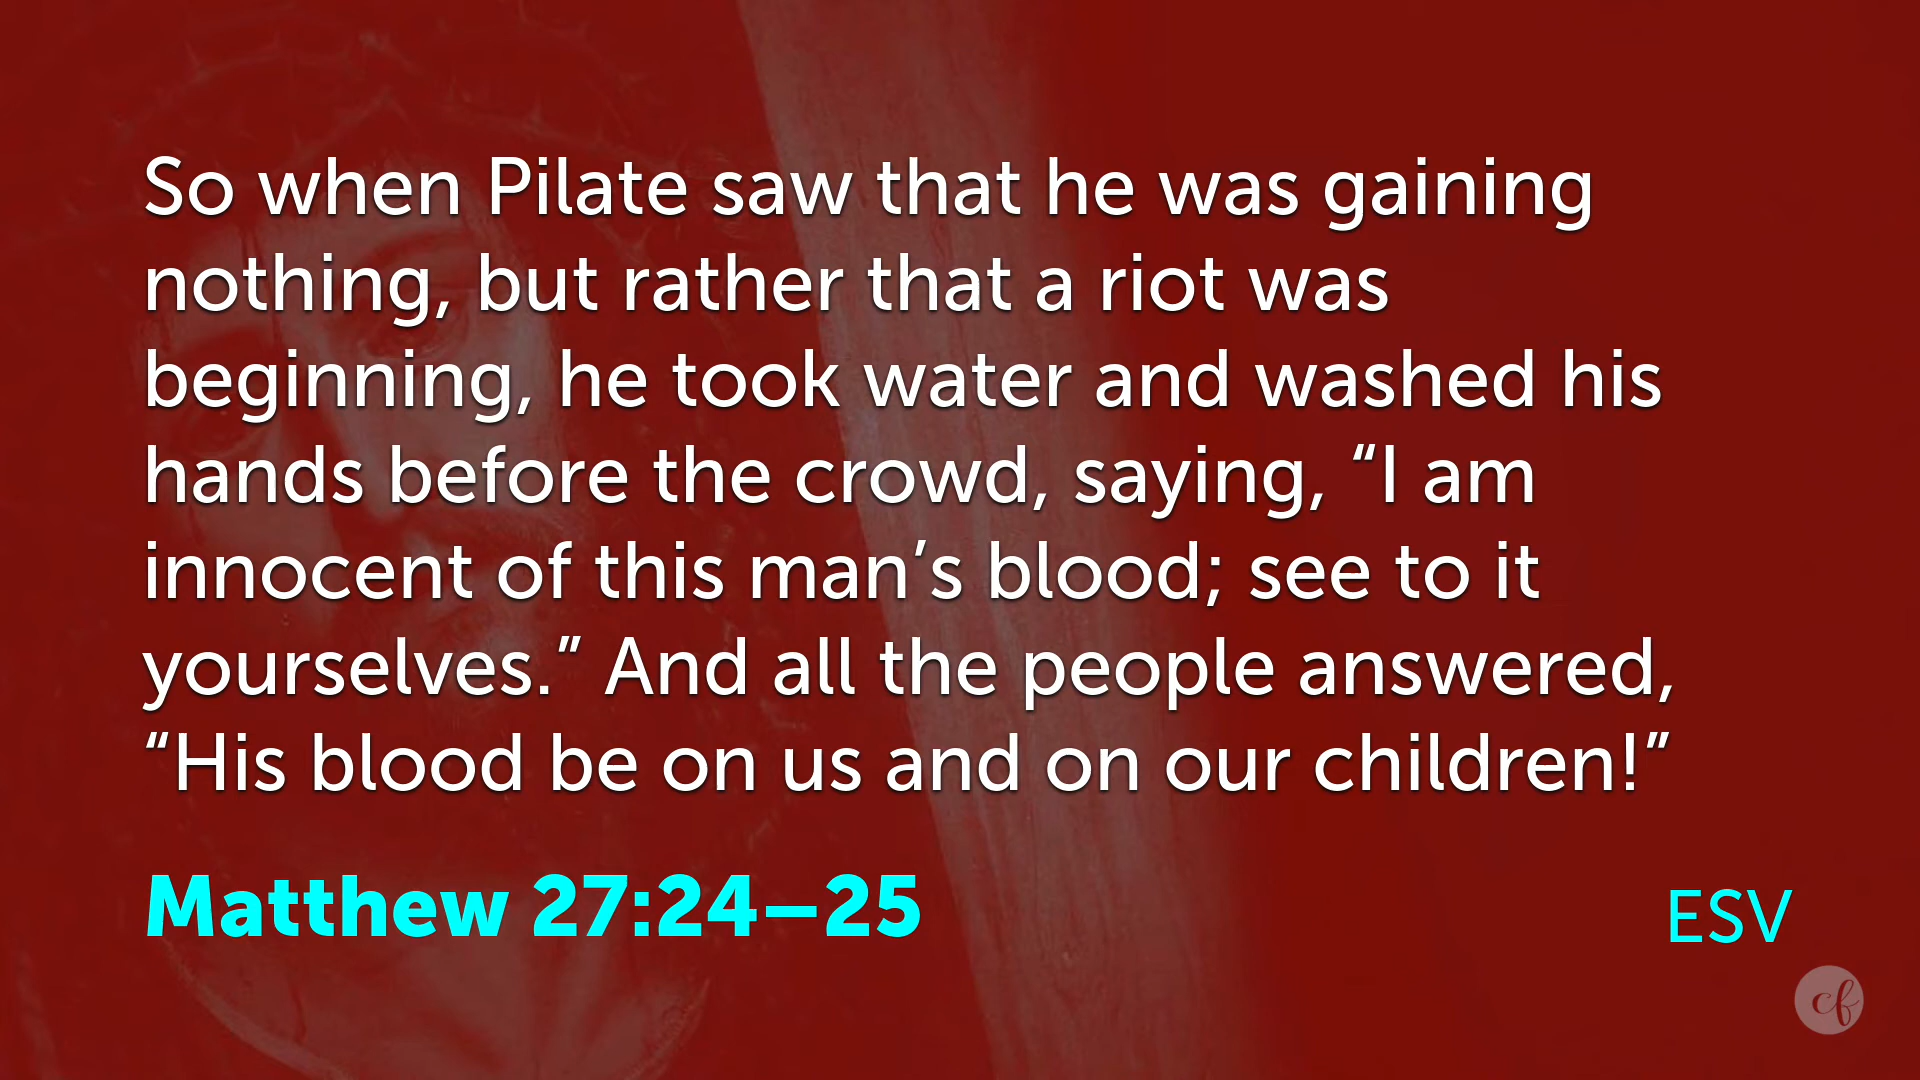 So when Pilate saw that he was gaining
nothing, but rather that a riot was
beginning, he took water and washed his
hands before the crowd, saying, “I am
innocent of this man’s blood; see to it
yourselves.” And all the people answered,
“His blood be on us and on our children!”
Matthew 27:24–25
ESV
cf